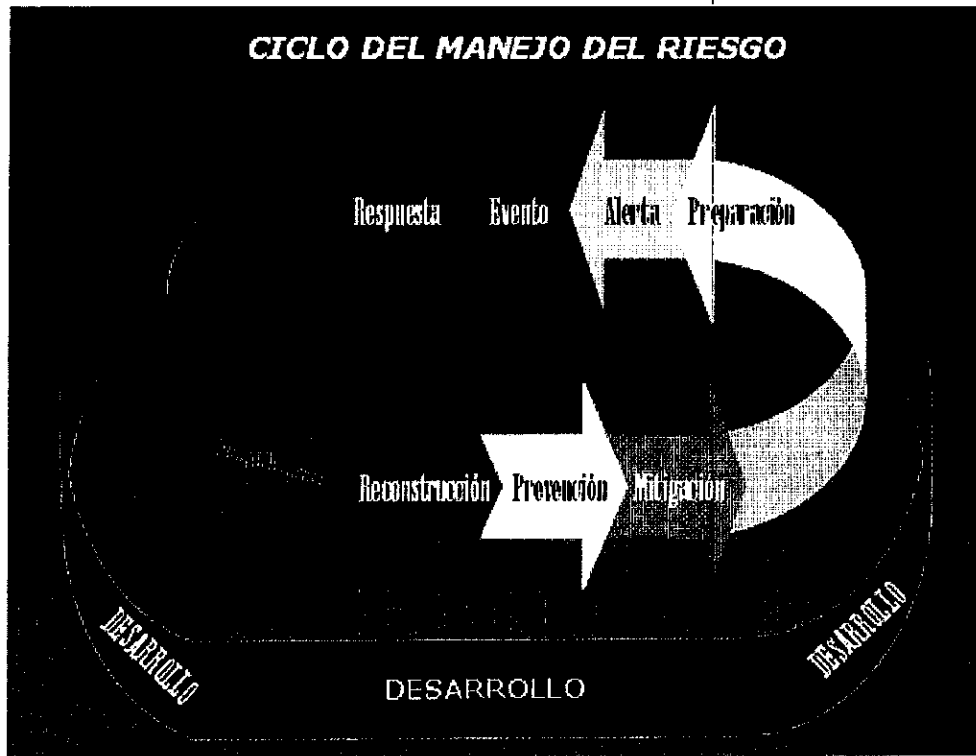 CICLO DEL MANEJO DEL RIESGO
Respuesta Evento Alerta Preparación
Reconstrucción Prevención Mitigación
DESARROLLO
DESARROLLO
DESARROLLO